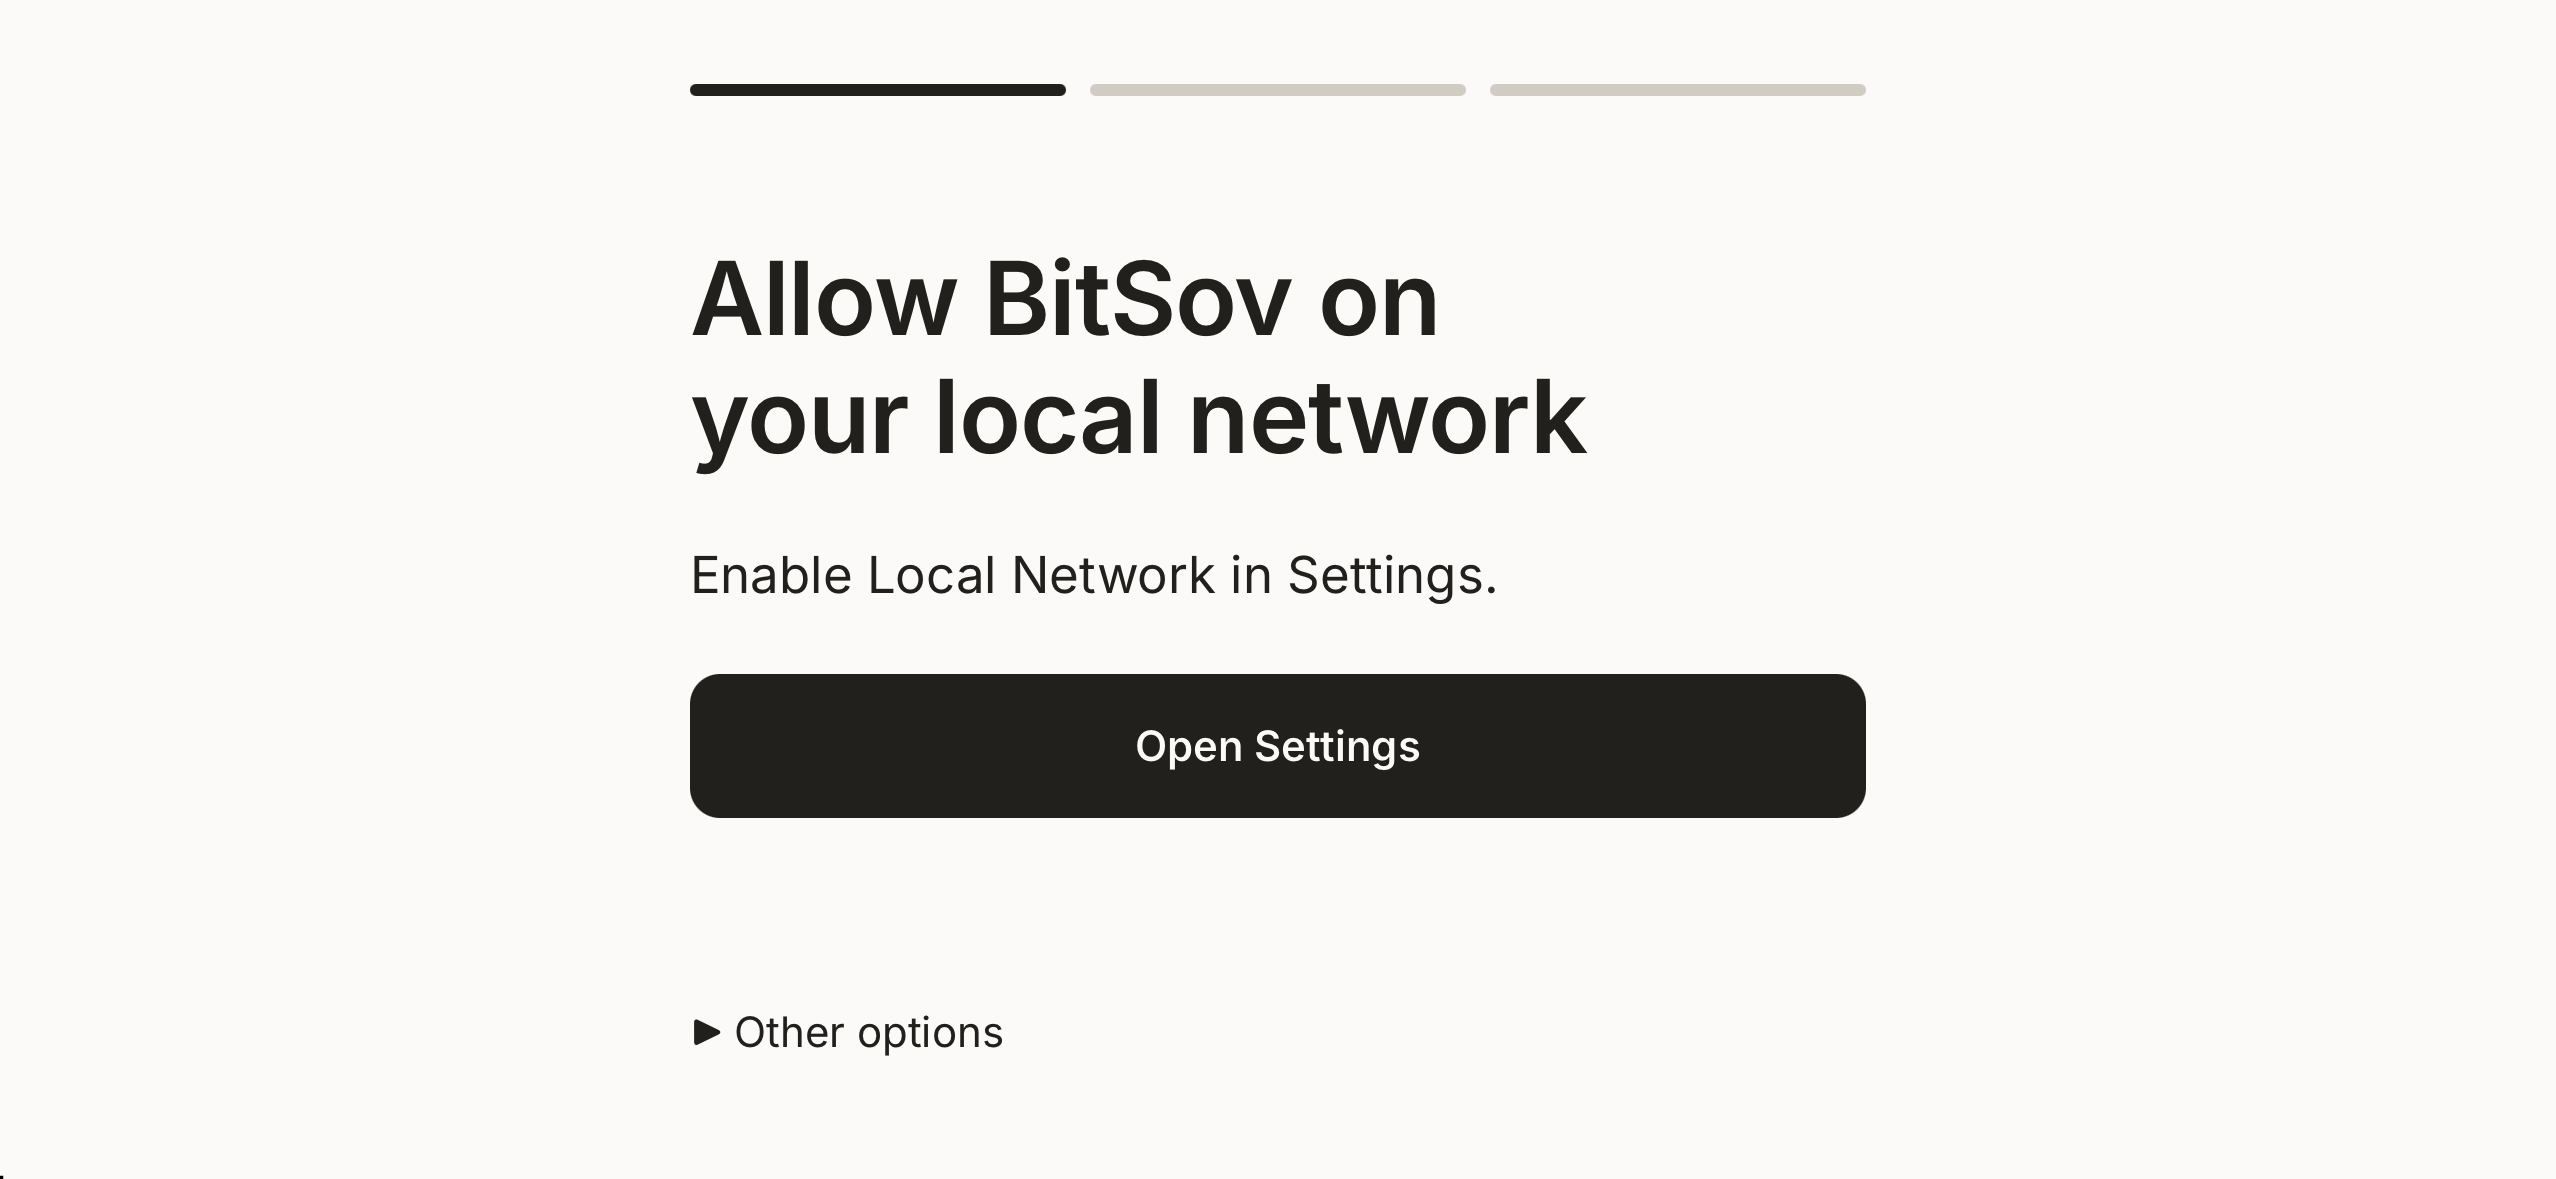 Allow BitSov on
your local network
Enable Local Network in Settings.
Open Settings
Other options